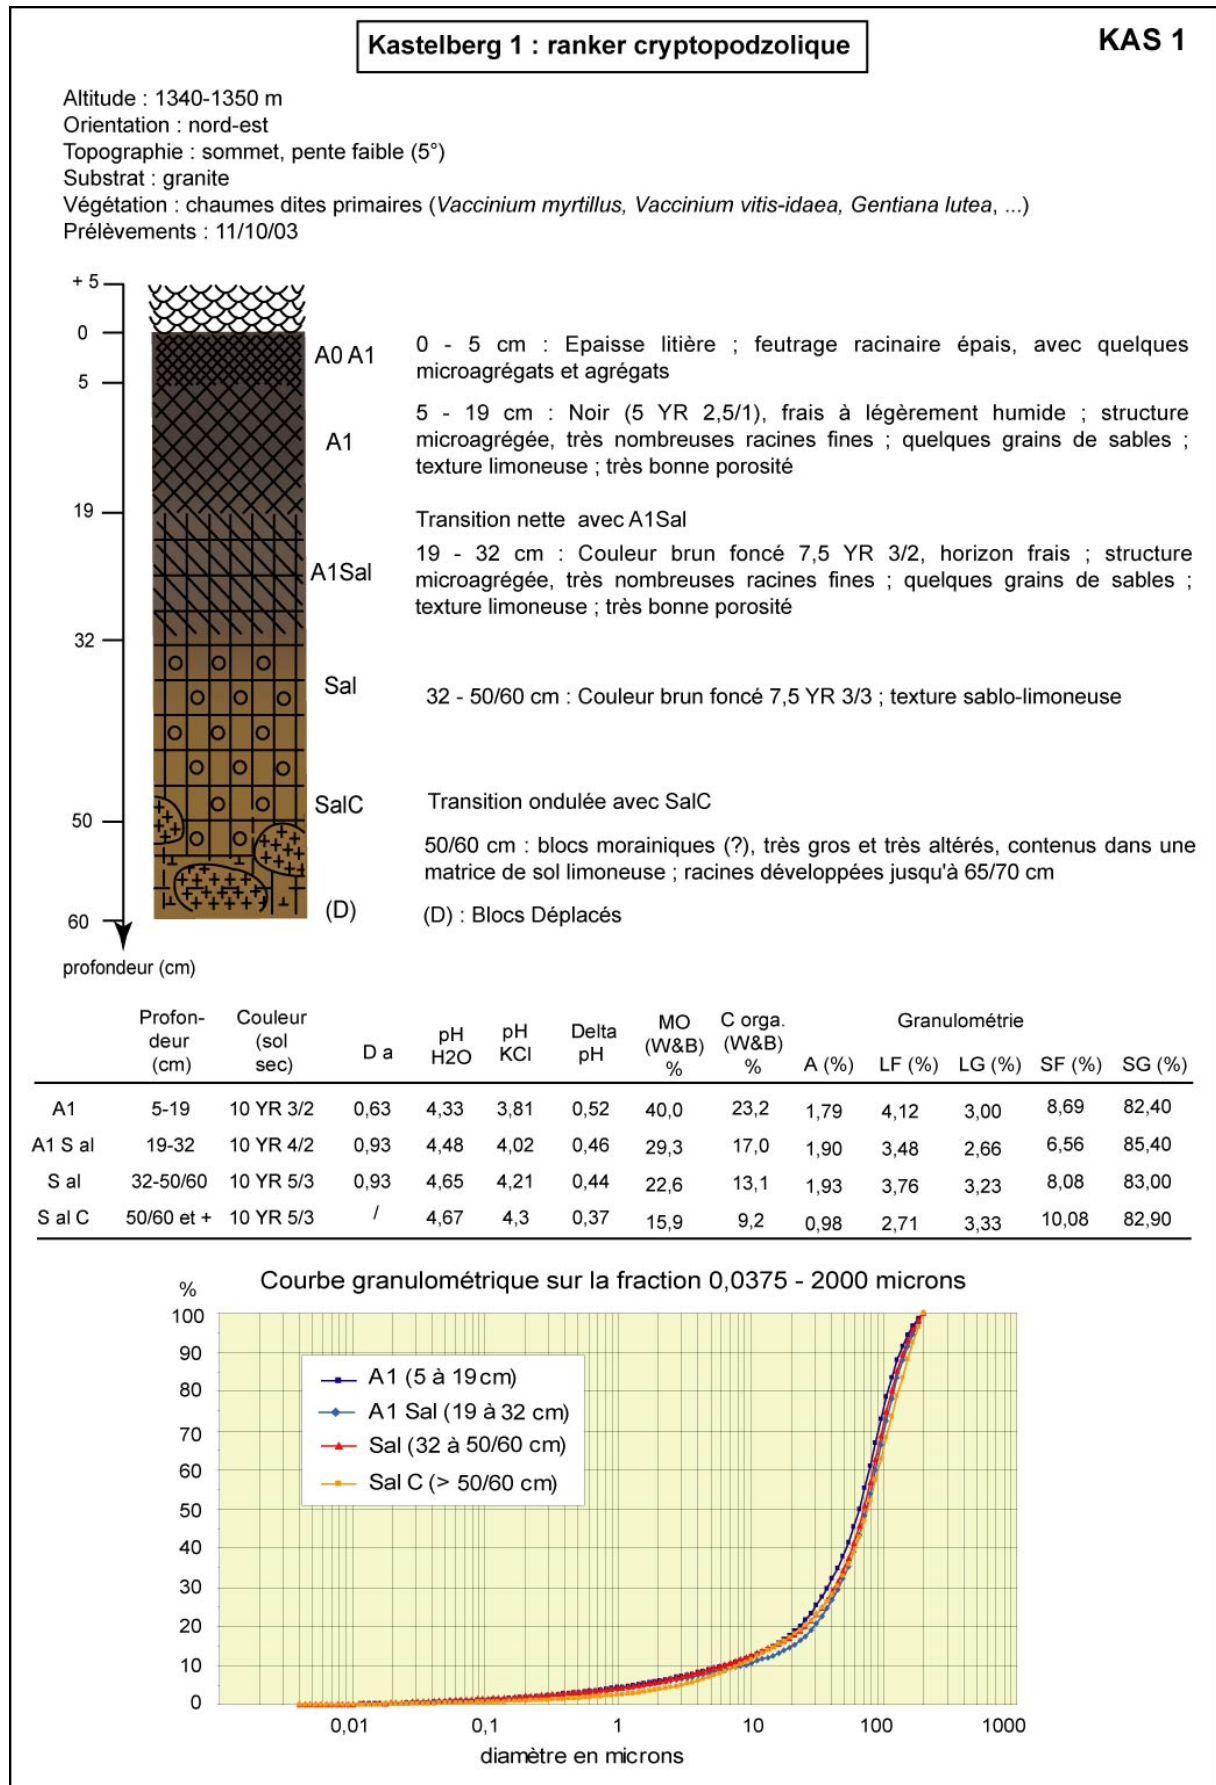 Kastelberg 1 : ranker cryptopodzolique
KAS 1
Altitude : 1340-1350 m
Orientation : nord-est
Topographie : sommet, pente faible (5°)
Substrat : granite
Végétation : chaumes dites primaires (Vaccinium myrtillus, Vaccinium vitis-idaea, Gentiana lutea, ...)
Prélèvements : 11/10/03
+ 5
0
5
19
32
50
60
profondeur (cm)
A0 A1
0 - 5 cm : Epaisse litière ; feutrage racinaire épais, avec quelques
microagrégats et agrégats
A1
5 - 19 cm : Noir (5 YR 2,5/1), frais à légèrement humide ; structure
microagrégée, très nombreuses racines fines ; quelques grains de sables ;
texture limoneuse ; très bonne porosité
Transition nette avec A1Sal
A1Sal
19 - 32 cm : Couleur brun foncé 7,5 YR 3/2, horizon frais ; structure
microagrégée, très nombreuses racines fines ; quelques grains de sables ;
texture limoneuse ; très bonne porosité
Sal
32 - 50/60 cm : Couleur brun foncé 7,5 YR 3/3 ; texture sablo-limoneuse
SalC
Transition ondulée avec SalC
50/60 cm : blocs morainiques (?), très gros et très altérés, contenus dans une
matrice de sol limoneuse ; racines développées jusqu'à 65/70 cm
(D)
(D) : Blocs Déplacés
Profon-deur (cm) Couleur (sol sec) D a pH H2O pH KCl Delta pH MO (W&B) % C orga. (W&B) % Granulométrie
A (%) LF (%) LG (%) SF (%) SG (%)
A1 5-19 10 YR 3/2 0,63 4,33 3,81 0,52 40,0 23,2 1,79 4,12 3,00 8,69 82,40
A1 S al 19-32 10 YR 4/2 0,93 4,48 4,02 0,46 29,3 17,0 1,90 3,48 2,66 6,56 85,40
S al 32-50/60 10 YR 5/3 0,93 4,65 4,21 0,44 22,6 13,1 1,93 3,76 3,23 8,08 83,00
S al C 50/60 et + 10 YR 5/3 / 4,67 4,3 0,37 15,9 9,2 0,98 2,71 3,33 10,08 82,90
Courbe granulométrique sur la fraction 0,0375 - 2000 microns
%
100
90
80
70
60
50
40
30
20
10
0
A1 (5 à 19 cm)
A1 Sal (19 à 32 cm)
Sal (32 à 50/60 cm)
Sal C (> 50/60 cm)
0,01 0,1 1 10 100 1000
diamètre en microns